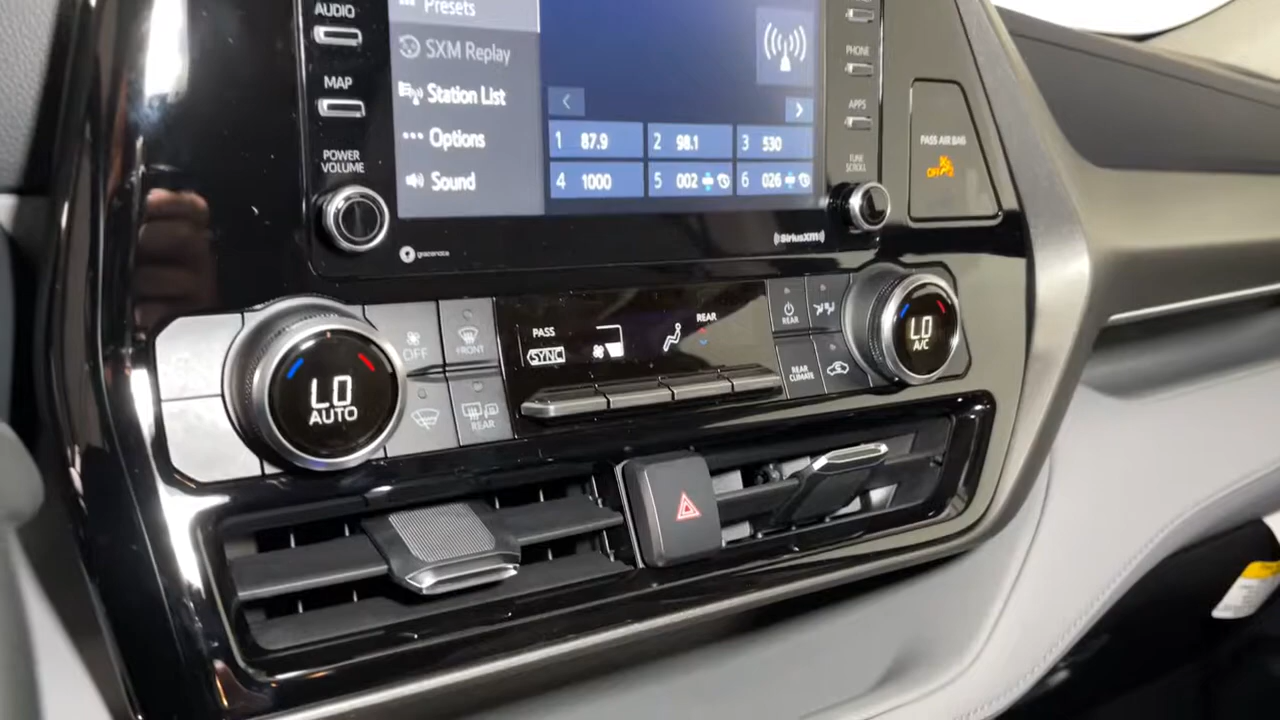 AUDIO
MAP
POWER
VOLUME
Presets
SXM Replay
Station List
Options
Sound
1 87.9
2 98.1
3 530
4 1000
5 002
6 026
PHONE
APPS
TUNE
SCROLL
PASS AIR BAG
OFF
gracenote
SiriusXM
LO
AUTO
OFF
FRONT
REAR
PASS
SYNC
REAR
REAR
REAR
CLIMATE
LO
A/C